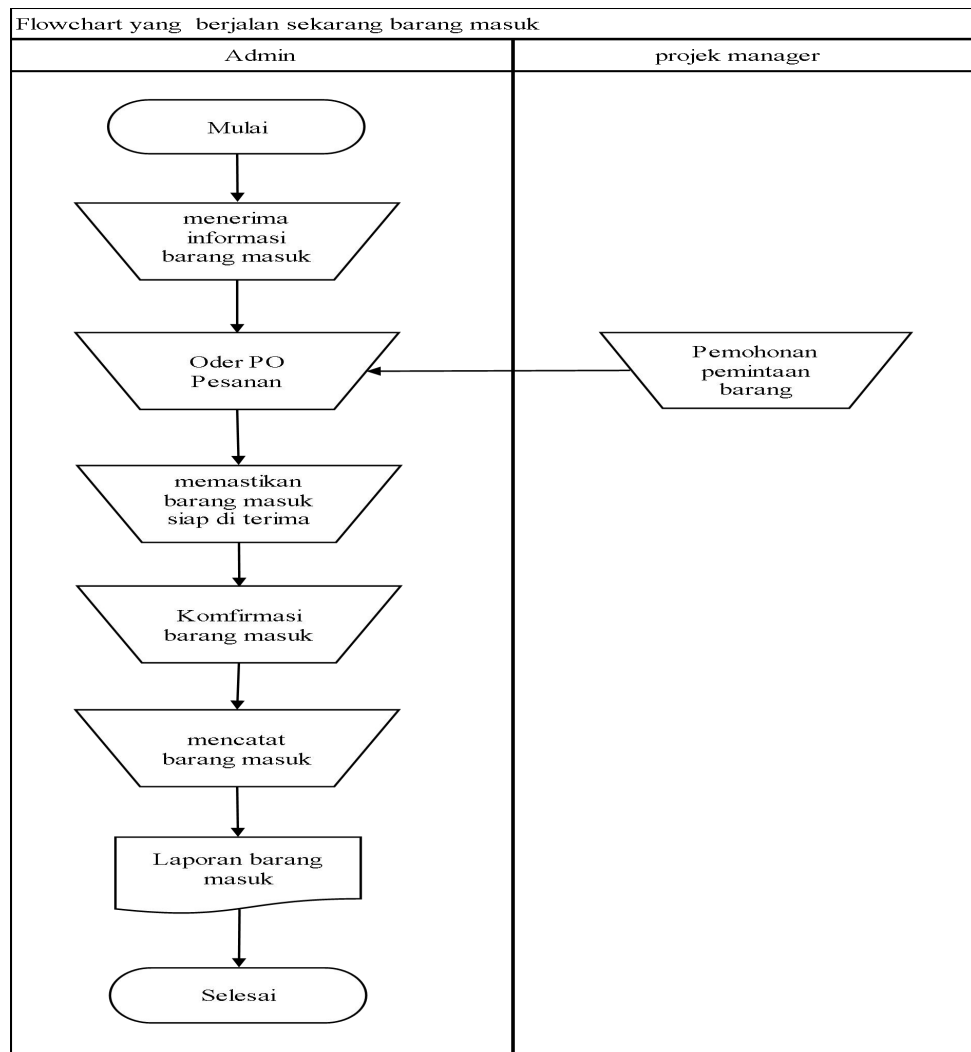 Flowchart yang berjalan sekarang barang masuk
Admin
projek manager
Mulai
menerima
informasi
barang masuk
Oder PO
Pesanan
Pemohonan
pemintaan
barang
memastikan
barang masuk
siap di terima
Komfirmasi
barang masuk
mencatat
barang masuk
Laporan barang
masuk
Selesai